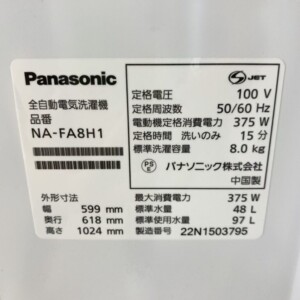 Panasonic
全自動電気洗濯機
品番
NA-FA8H1
S JET
定格電圧 100 V
定格周波数 50/60 Hz
電動機定格消費電力 375 W
定格時間 洗いのみ 15 分
標準洗濯容量 8.0 kg
PS E
パナソニック株式会社
中国製
外形寸法
幅 599 mm
奥行 618 mm
高さ 1024 mm
最大消費電力 375 W
標準水量 48 L
標準使用水量 97 L
製造番号 22N1503795